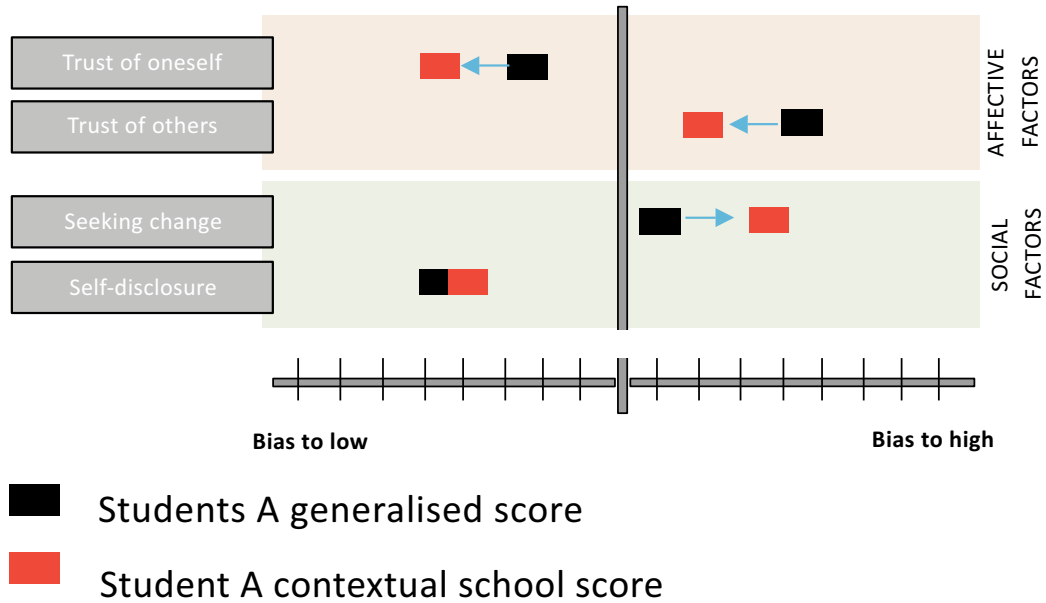 Trust of oneself
Trust of others
AFFECTIVE
FACTORS
Seeking change
Self-disclosure
SOCIAL
FACTORS
Bias to low
Bias to high
Students A generalised score
Student A contextual school score